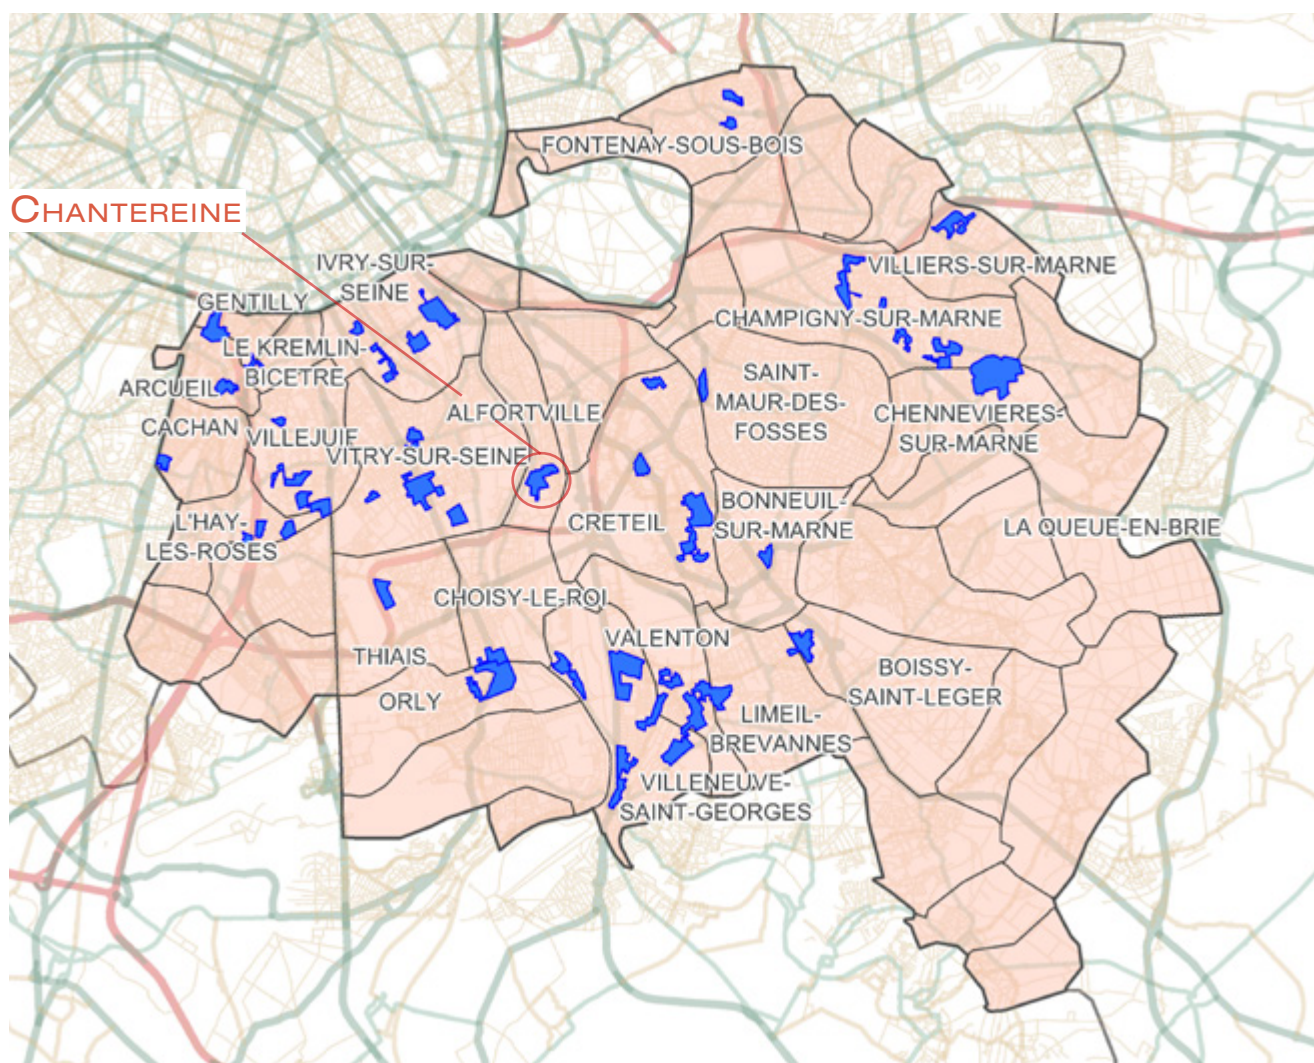 FONTENAY-SOUS-BOIS
CHANTEREINE
IVRY-SUR-
SEINE
VILLIERS-SUR-MARNE
GENTILLY
CHAMPIGNY-SUR-MARNE
LE KREMLIN-
BICETRE
ARCUEIL
SAINT-
MAUR-DES-
FOSSES
ALFORTVILLE
CHENNEVIERES-
SUR-MARNE
CACHAN
VILLEJUIF
VITRY-SUR-SEINE
L'HAY-
LES-ROSES
CRETEIL
BONNEUIL-
SUR-MARNE
LA QUEUE-EN-BRIE
CHOISY-LE-ROI
VALENTON
THIAIS
BOISSY-
SAINT-LEGER
ORLY
LIMEIL-
BREVANNES
VILLENEUVE-
SAINT-GEORGES